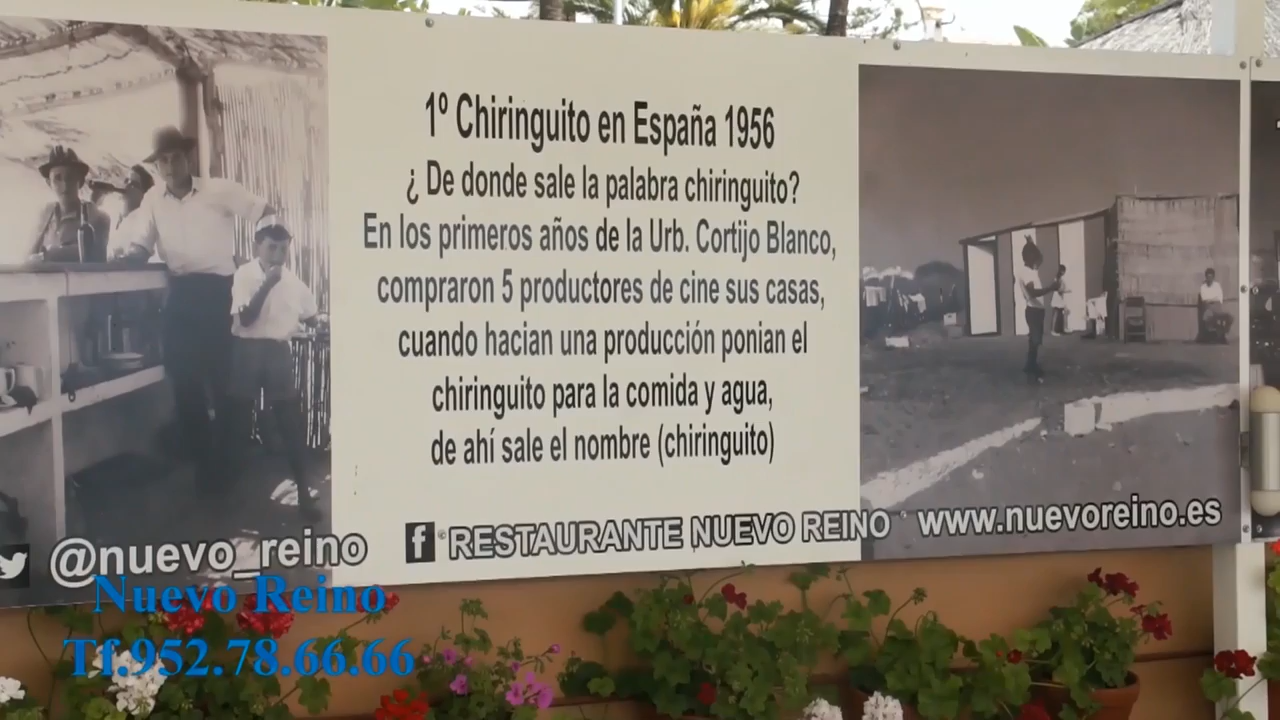 1º Chiringuito en España 1956
¿ De donde sale la palabra chiringuito?
En los primeros años de la Urb. Cortijo Blanco,
compraron 5 productores de cine sus casas,
cuando hacian una producción ponian el
chiringuito para la comida y agua,
de ahí sale el nombre (chiringuito)
@nuevo_reino
f RESTAURANTE NUEVO REINO
www.nuevoreino.es
Nuevo Reino
Tf.952.78.66.66